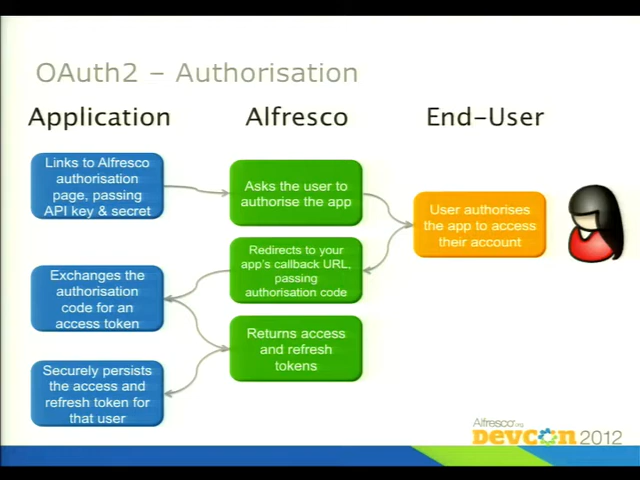 OAuth2 – Authorisation
Application
Alfresco
End-User
Links to Alfresco
authorisation
page, passing
API key & secret
Asks the user to
authorise the app
User authorises
the app to access
their account
Redirects to your
app's callback URL,
passing
authorisation code
Exchanges the
authorisation
code for an
access token
Returns access
and refresh
tokens
Securely persists
the access and
refresh token for
that user
Alfresco.org
DEVCON 2012